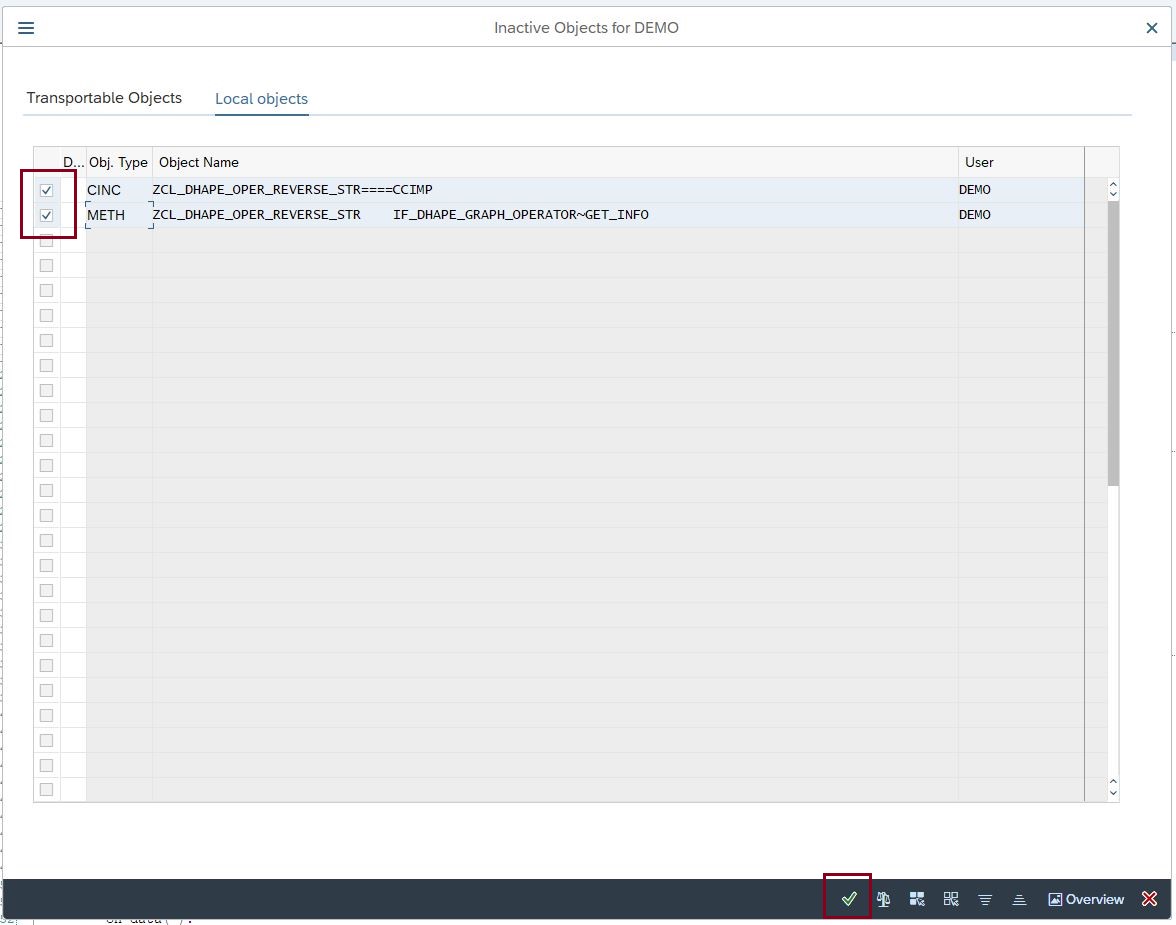 Inactive Objects for DEMO
Transportable Objects Local objects
D... Obj. Type Object Name User
CINC ZCL_DHAPE_OPER_REVERSE_STR====CCIMP DEMO
METH ZCL_DHAPE_OPER_REVERSE_STR IF_DHAPE_GRAPH_OPERATOR~GET_INFO DEMO
Overview